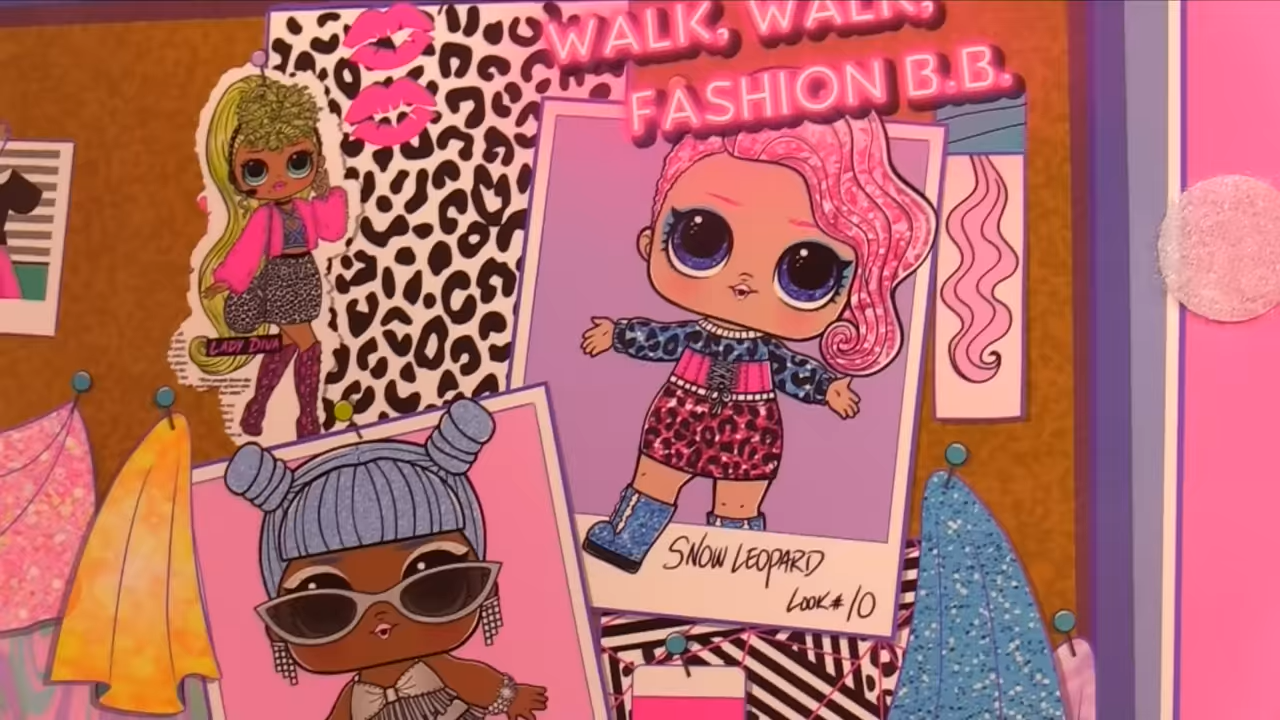 WALK, WALK,
FASHION B.B.
LADY DIVA
SNOW LEOPARD
LOOK # 10